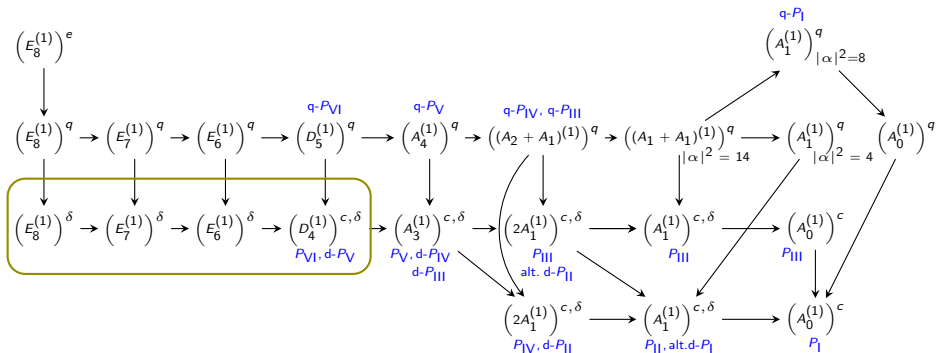 q-P_I
(E_8^{(1)})^e (A_1^{(1)})^q_{|α|^2=8}
q-P_VI q-P_V q-P_IV, q-P_III
(E_8^{(1)})^q (E_7^{(1)})^q (E_6^{(1)})^q (D_5^{(1)})^q (A_4^{(1)})^q ((A_2 + A_1)^{(1)})^q ((A_1 + A_1)^{(1)})^q_{|α|^2 = 14} (A_1^{(1)})^q_{|α|^2 = 4} (A_0^{(1)})^q
(E_8^{(1)})^δ (E_7^{(1)})^δ (E_6^{(1)})^δ (D_4^{(1)})^{c,δ} (A_3^{(1)})^{c,δ} (2A_1^{(1)})^{c,δ} (A_1^{(1)})^{c,δ} (A_0^{(1)})^c
P_VI, d-P_V P_V, d-P_IV P_III P_III P_III
d-P_III alt. d-P_II
(2A_1^{(1)})^{c,δ} (A_1^{(1)})^{c,δ} (A_0^{(1)})^c
P_IV, d-P_II P_II, alt.d-P_I P_I